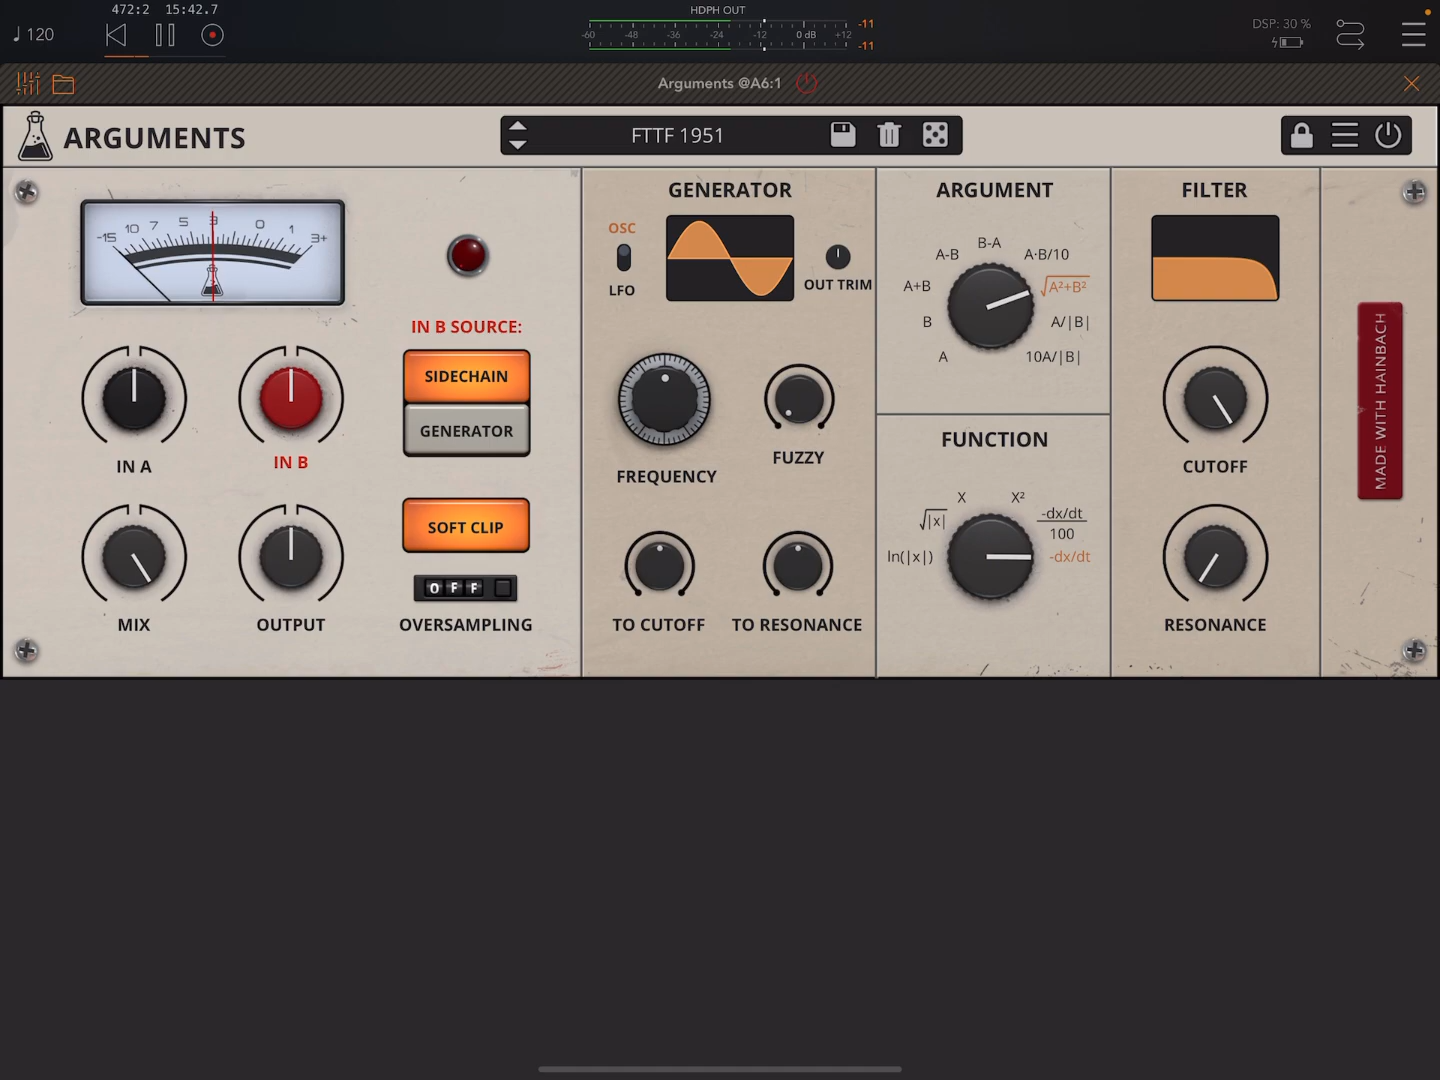 472:2 15:42.7
HDPH OUT
♩120
-60 -48 -36 -24 -12 0 dB +12
-11
-11
DSP: 30 %
Arguments @A6:1
ARGUMENTS
FTTF 1951
-15 10 7 5 3 0 1 3+
IN B SOURCE:
SIDECHAIN
GENERATOR
IN A
IN B
SOFT CLIP
OFF
MIX
OUTPUT
OVERSAMPLING
GENERATOR
OSC
LFO
OUT TRIM
FREQUENCY
FUZZY
TO CUTOFF
TO RESONANCE
ARGUMENT
B-A
A-B
A·B/10
A+B
√A²+B²
B
A/|B|
A
10A/|B|
FUNCTION
X
X²
√|x|
-dx/dt
100
ln(|x|)
-dx/dt
FILTER
CUTOFF
RESONANCE
MADE WITH HAINBACH